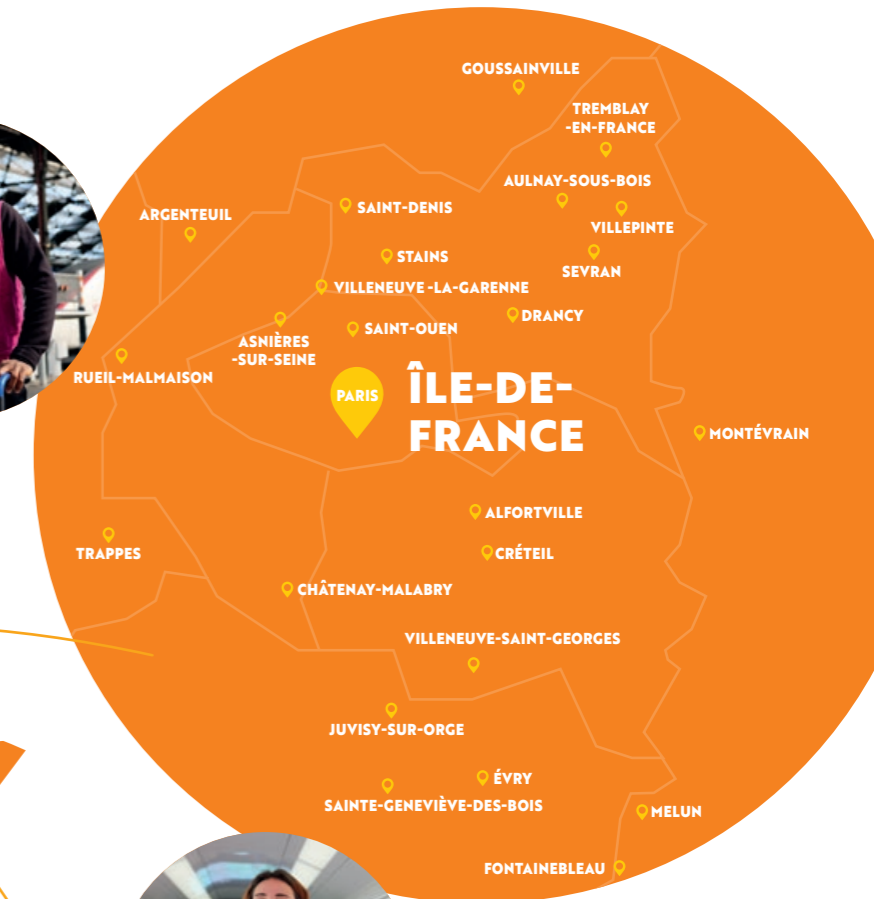 GOUSSAINVILLE
TREMBLAY
-EN-FRANCE
AULNAY-SOUS-BOIS
ARGENTEUIL
SAINT-DENIS
VILLEPINTE
STAINS
SEVRAN
VILLENEUVE -LA-GARENNE
DRANCY
SAINT-OUEN
ASNIÈRES
-SUR-SEINE
RUEIL-MALMAISON
PARIS
ÎLE-DE-
FRANCE
MONTÉVRAIN
ALFORTVILLE
TRAPPES
CRÉTEIL
CHÂTENAY-MALABRY
VILLENEUVE-SAINT-GEORGES
JUVISY-SUR-ORGE
ÉVRY
SAINTE-GENEVIÈVE-DES-BOIS
MELUN
FONTAINEBLEAU